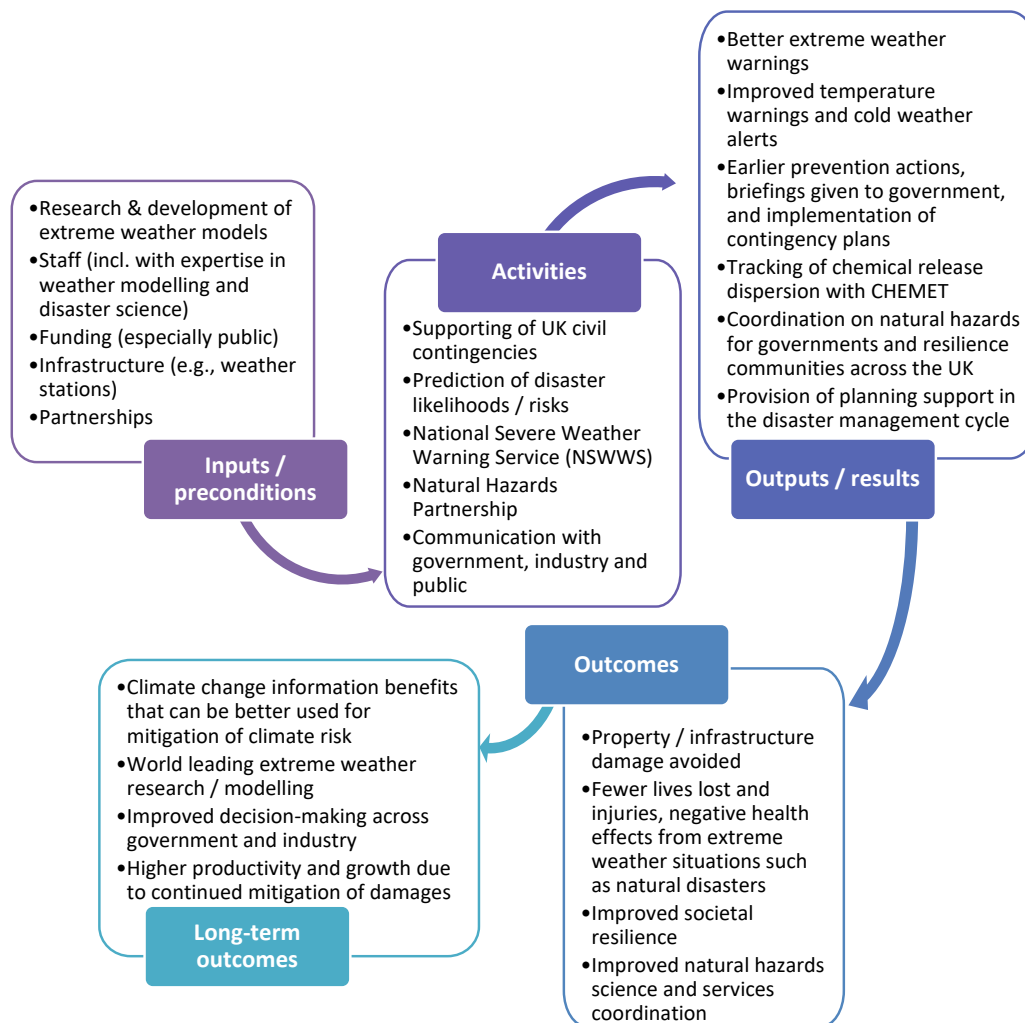 •Research & development of
extreme weather models
•Staff (incl. with expertise in
weather modelling and
disaster science)
•Funding (especially public)
•Infrastructure (e.g., weather
stations)
•Partnerships
Inputs /
preconditions
Activities
•Supporting of UK civil
contingencies
•Prediction of disaster
likelihoods / risks
•National Severe Weather
Warning Service (NSWWS)
•Natural Hazards
Partnership
•Communication with
government, industry and
public
•Better extreme weather
warnings
•Improved temperature
warnings and cold weather
alerts
•Earlier prevention actions,
briefings given to government,
and implementation of
contingency plans
•Tracking of chemical release
dispersion with CHEMET
•Coordination on natural hazards
for governments and resilience
communities across the UK
•Provision of planning support in
the disaster management cycle
Outputs / results
Outcomes
•Property / infrastructure
damage avoided
•Fewer lives lost and
injuries, negative health
effects from extreme
weather situations such
as natural disasters
•Improved societal
resilience
•Improved natural hazards
science and services
coordination
•Climate change information benefits
that can be better used for
mitigation of climate risk
•World leading extreme weather
research / modelling
•Improved decision-making across
government and industry
•Higher productivity and growth due
to continued mitigation of damages
Long-term
outcomes